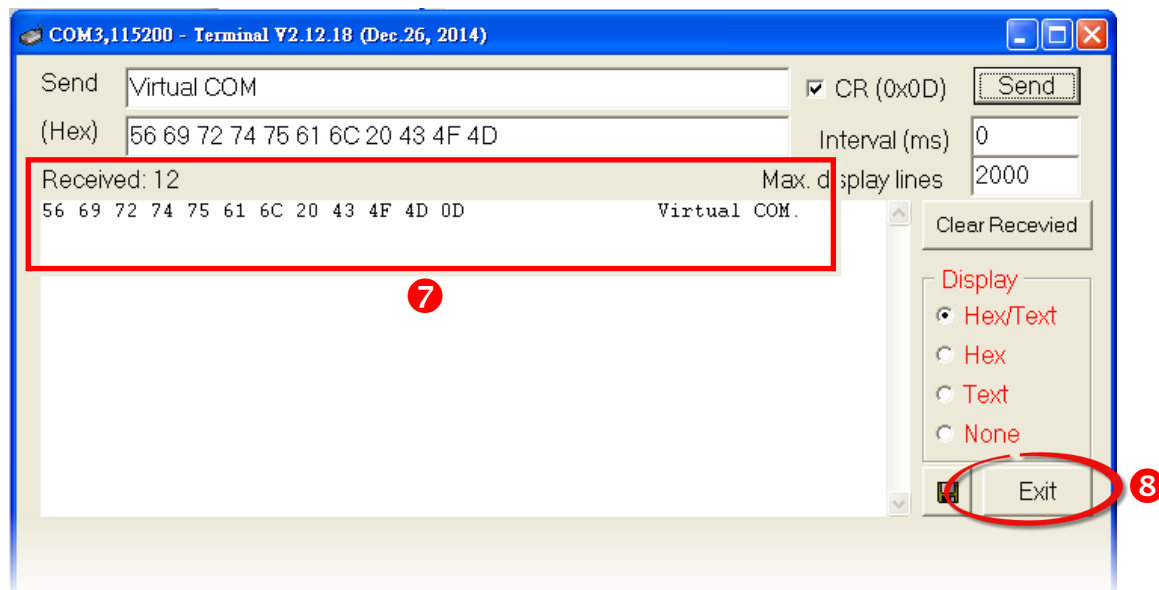 COM3,115200 - Terminal V2.12.18 (Dec.26, 2014)
Send Virtual COM CR (0x0D) Send
(Hex) 56 69 72 74 75 61 6C 20 43 4F 4D Interval (ms) 0
Received: 12 Max. display lines 2000
56 69 72 74 75 61 6C 20 43 4F 4D 0D Virtual COM.
Clear Recevied
7
Display
Hex/Text
Hex
Text
None
Exit 8